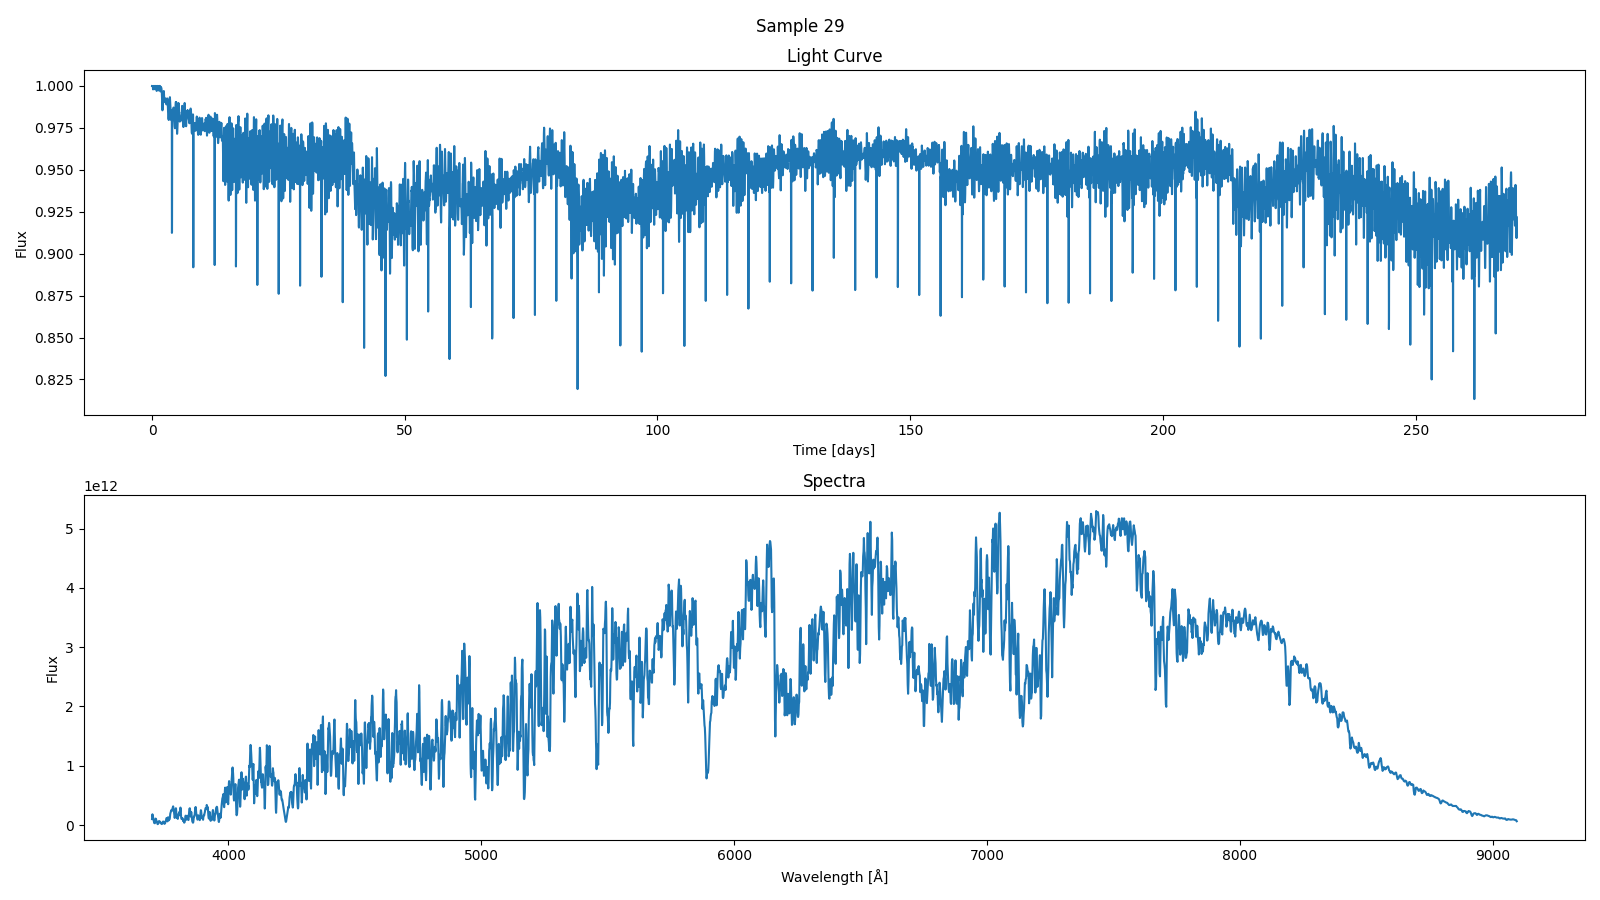 Sample 29
Light Curve
1.000
0.975
0.950
0.925
0.900
0.875
0.850
0.825
Flux
0 50 100 150 200 250
Time [days]
Spectra
1e12
5
4
3
2
1
0
Flux
4000 5000 6000 7000 8000 9000
Wavelength [Å]